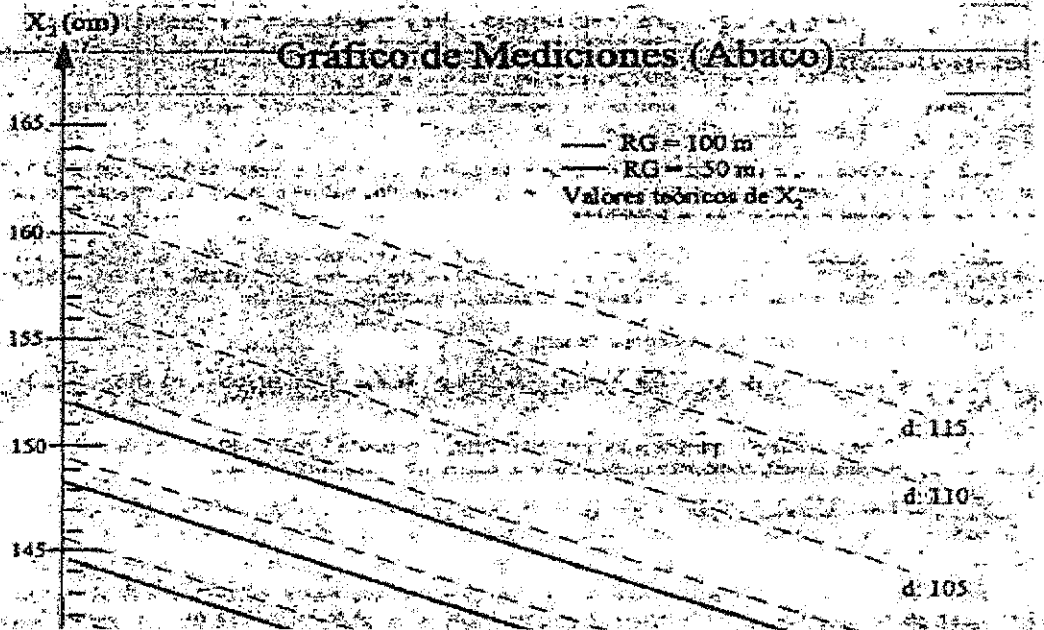 X₁ (cm)
Gráfico de Mediciones (Abaco)
165
RG = 100 m
RG = 50 m
Valores teòricos de X₂
160
155
150
145
d: 115
d: 110
d: 105